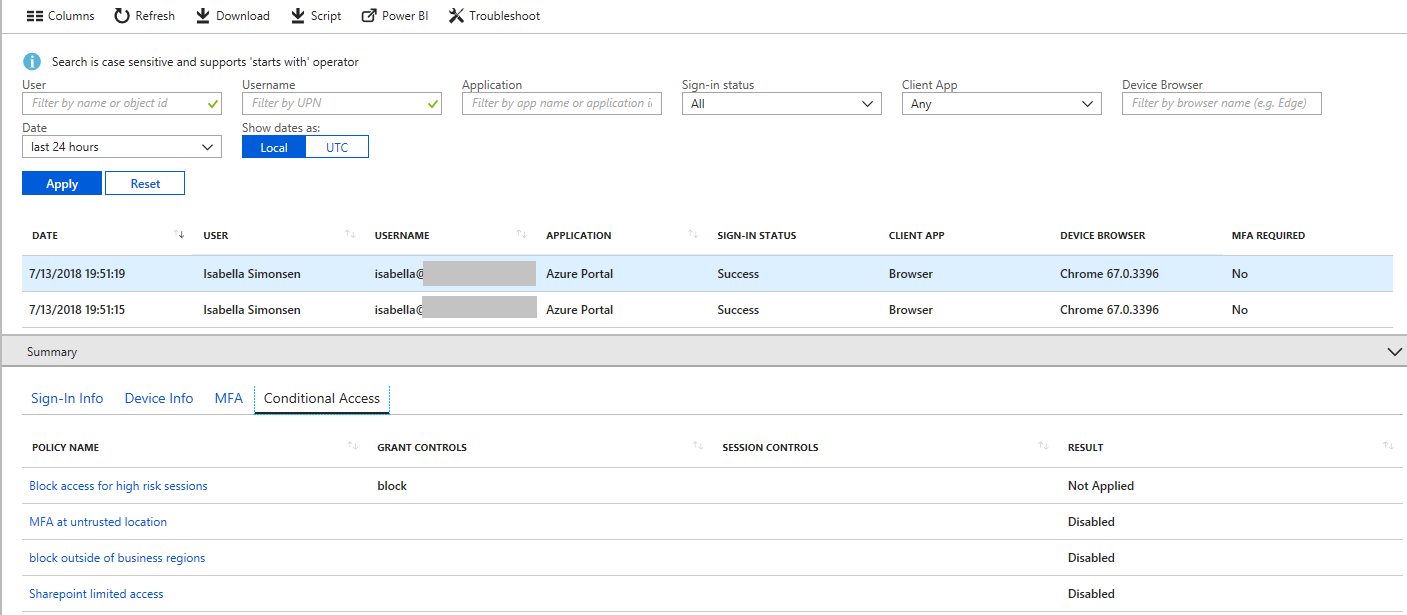 Columns Refresh Download Script Power BI Troubleshoot
Search is case sensitive and supports 'starts with' operator
User Username Application Sign-in status Client App Device Browser
Filter by name or object id Filter by UPN Filter by app name or application i All Any Filter by browser name (e.g. Edge)
Date Show dates as:
last 24 hours Local UTC
Apply Reset
DATE USER USERNAME APPLICATION SIGN-IN STATUS CLIENT APP DEVICE BROWSER MFA REQUIRED
7/13/2018 19:51:19 Isabella Simonsen isabella@ Azure Portal Success Browser Chrome 67.0.3396 No
7/13/2018 19:51:15 Isabella Simonsen isabella@ Azure Portal Success Browser Chrome 67.0.3396 No
Summary
Sign-In Info Device Info MFA Conditional Access
POLICY NAME GRANT CONTROLS SESSION CONTROLS RESULT
Block access for high risk sessions block Not Applied
MFA at untrusted location Disabled
block outside of business regions Disabled
Sharepoint limited access Disabled